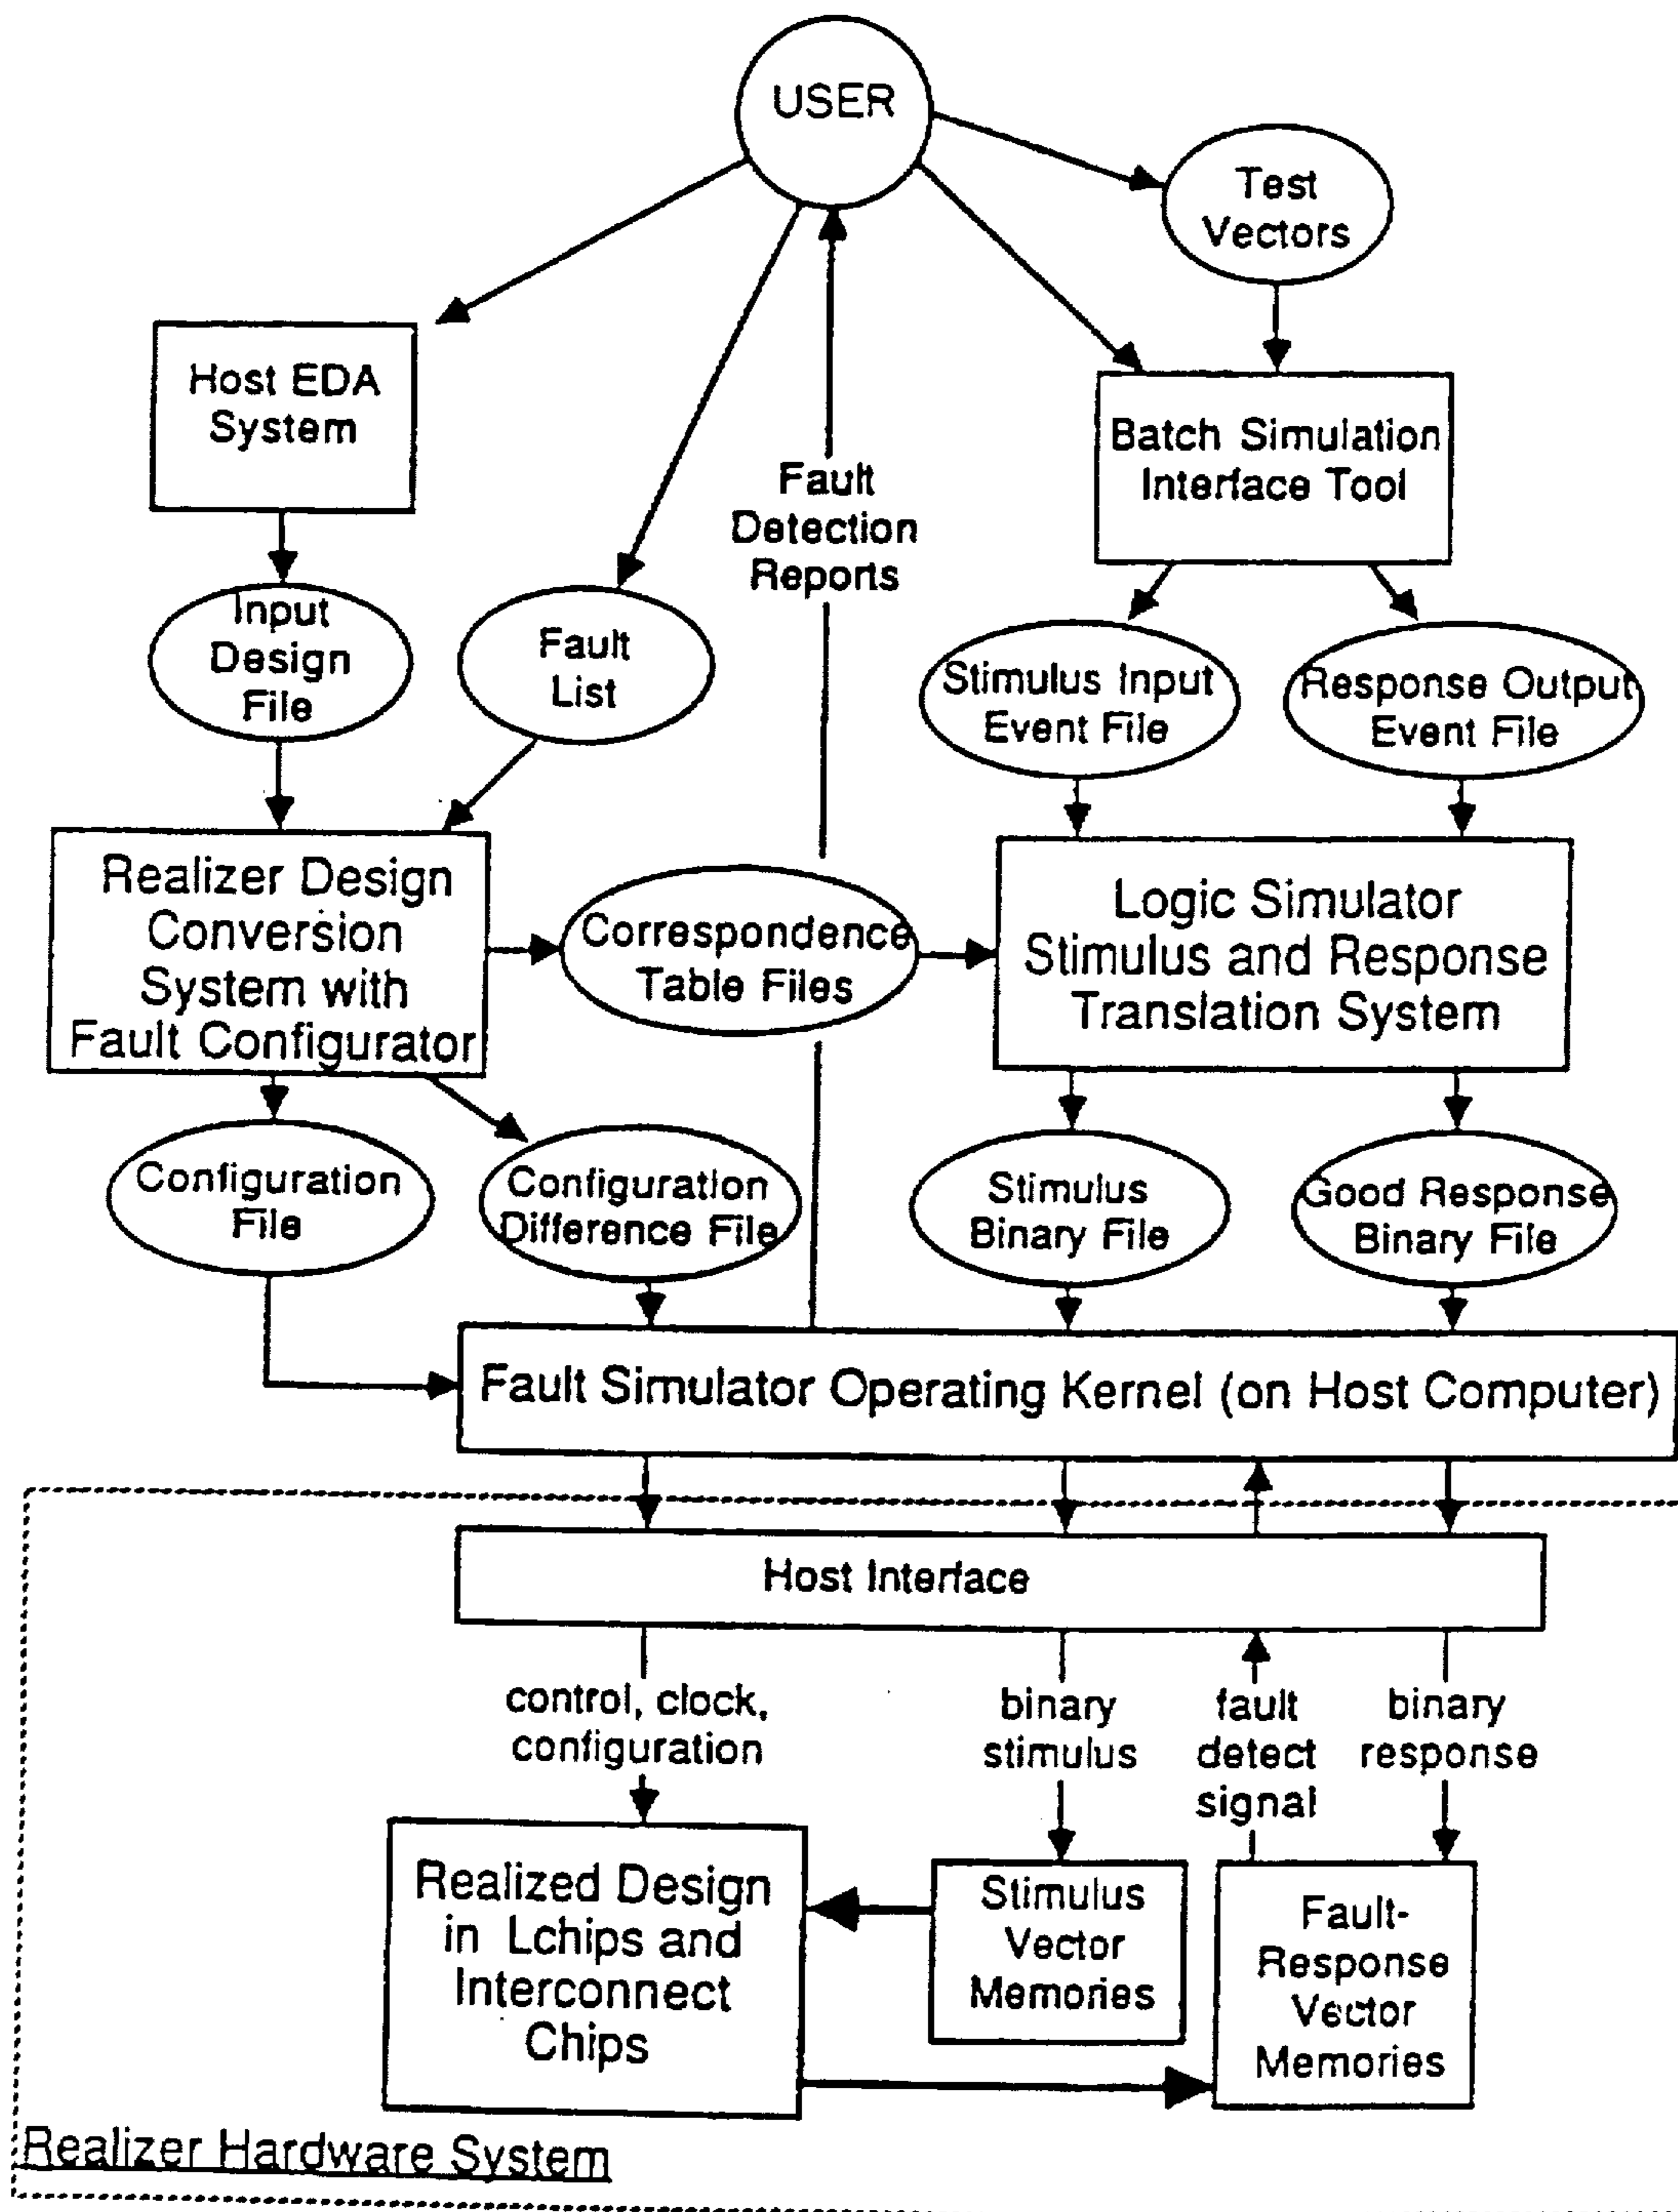 USER
Test
Vectors
Host EDA
System
Batch Simulation
Interface Tool
Fault
Detection
Reports
Input
Design
File
Fault
List
Stimulus Input
Event File
Response Output
Event File
Realizer Design
Conversion
System with
Fault Configurator
Correspondence
Table Files
Logic Simulator
Stimulus and Response
Translation System
Configuration
File
Configuration
Difference File
Stimulus
Binary File
Good Response
Binary File
Fault Simulator Operating Kernel (on Host Computer)
Host Interface
control, clock,
configuration
binary
stimulus
fault
detect
signal
binary
response
Realized Design
in Lchips and
Interconnect
Chips
Stimulus
Vector
Memories
Fault-
Response
Vector
Memories
Realizer Hardware System